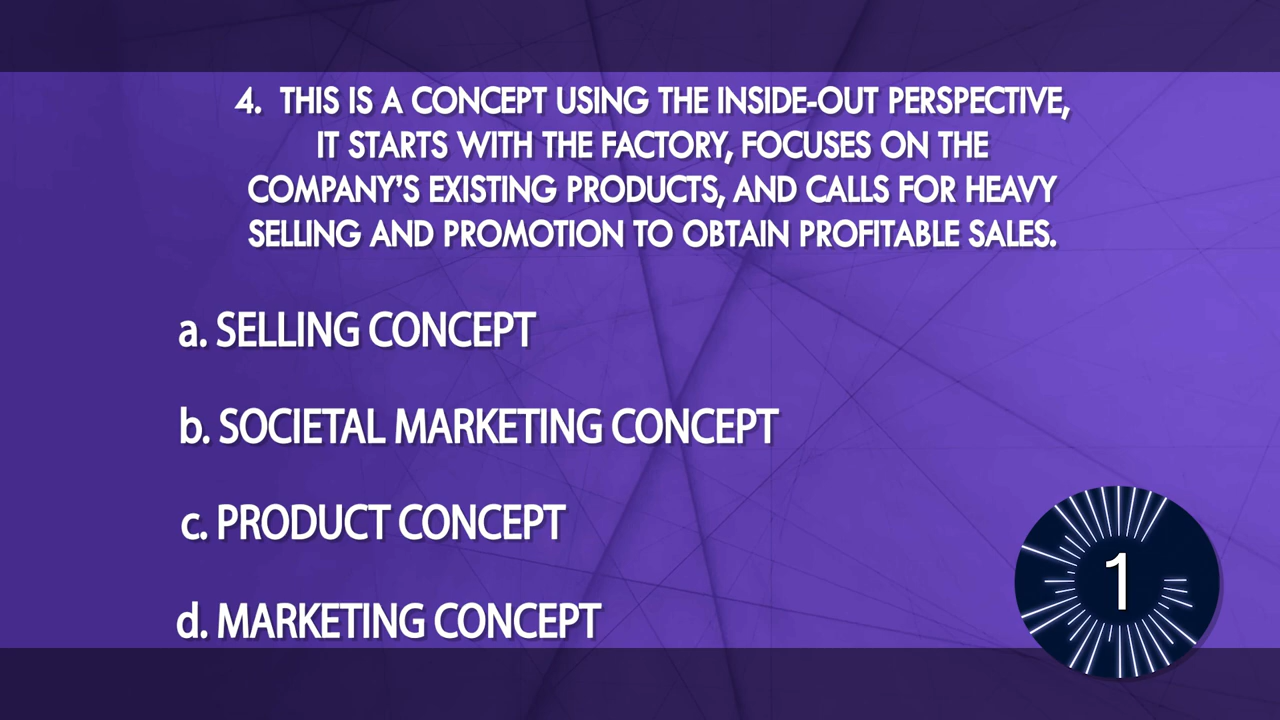 4. THIS IS A CONCEPT USING THE INSIDE-OUT PERSPECTIVE,
IT STARTS WITH THE FACTORY, FOCUSES ON THE
COMPANY'S EXISTING PRODUCTS, AND CALLS FOR HEAVY
SELLING AND PROMOTION TO OBTAIN PROFITABLE SALES.
a. SELLING CONCEPT
b. SOCIETAL MARKETING CONCEPT
c. PRODUCT CONCEPT
d. MARKETING CONCEPT
1